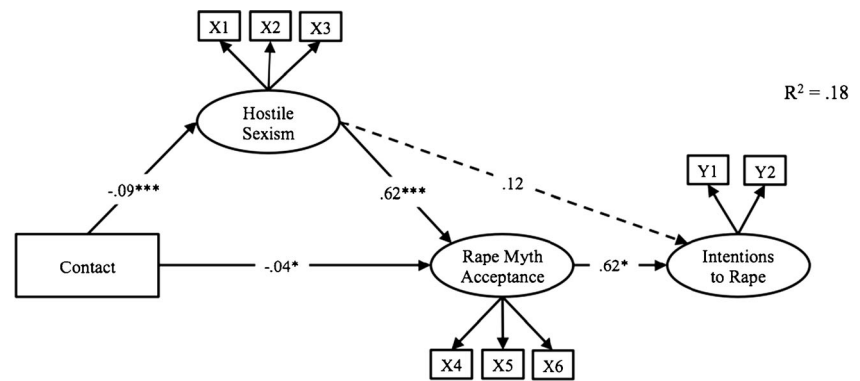 X1
X2
X3
R² = .18
Hostile
Sexism
Y1
Y2
-.09***
.62***
.12
Contact
-.04*
Rape Myth
Acceptance
.62*
Intentions
to Rape
X4
X5
X6